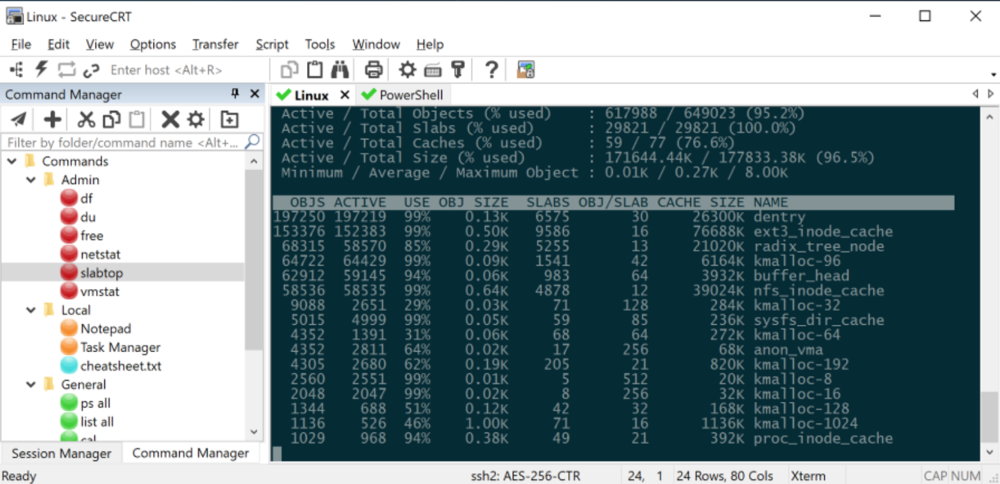 Linux - SecureCRT
File Edit View Options Transfer Script Tools Window Help
Enter host <Alt+R>
Command Manager
Filter by folder/command name <Alt+...
Commands
Admin
df
du
free
netstat
slabtop
vmstat
Local
Notepad
Task Manager
cheatsheet.txt
General
ps all
list all
cal
Session Manager Command Manager
Linux PowerShell
Active / Total Objects (% used) : 617988 / 649023 (95.2%)
Active / Total Slabs (% used) : 29821 / 29821 (100.0%)
Active / Total Caches (% used) : 59 / 77 (76.6%)
Active / Total Size (% used) : 171644.44K / 177833.38K (96.5%)
Minimum / Average / Maximum Object : 0.01K / 0.27K / 8.00K
OBJS ACTIVE USE OBJ SIZE SLABS OBJ/SLAB CACHE SIZE NAME
197250 197219 99% 0.13K 6575 30 26300K dentry
153376 152383 99% 0.50K 9586 16 76688K ext3_inode_cache
68315 58570 85% 0.29K 5255 13 21020K radix_tree_node
64722 64429 99% 0.09K 1541 42 6164K kmalloc-96
62912 59145 94% 0.06K 983 64 3932K buffer_head
58536 58535 99% 0.64K 4878 12 39024K nfs_inode_cache
9088 2651 29% 0.03K 71 128 284K kmalloc-32
5015 4999 99% 0.05K 59 85 236K sysfs_dir_cache
4352 1391 31% 0.06K 68 64 272K kmalloc-64
4352 2811 64% 0.02K 17 256 68K anon_vma
4305 2680 62% 0.19K 205 21 820K kmalloc-192
2560 2551 99% 0.01K 5 512 20K kmalloc-8
2048 2047 99% 0.02K 8 256 32K kmalloc-16
1344 688 51% 0.12K 42 32 168K kmalloc-128
1136 526 46% 1.00K 71 16 1136K kmalloc-1024
1029 968 94% 0.38K 49 21 392K proc_inode_cache
Ready ssh2: AES-256-CTR 24, 1 24 Rows, 80 Cols Xterm CAP NUM